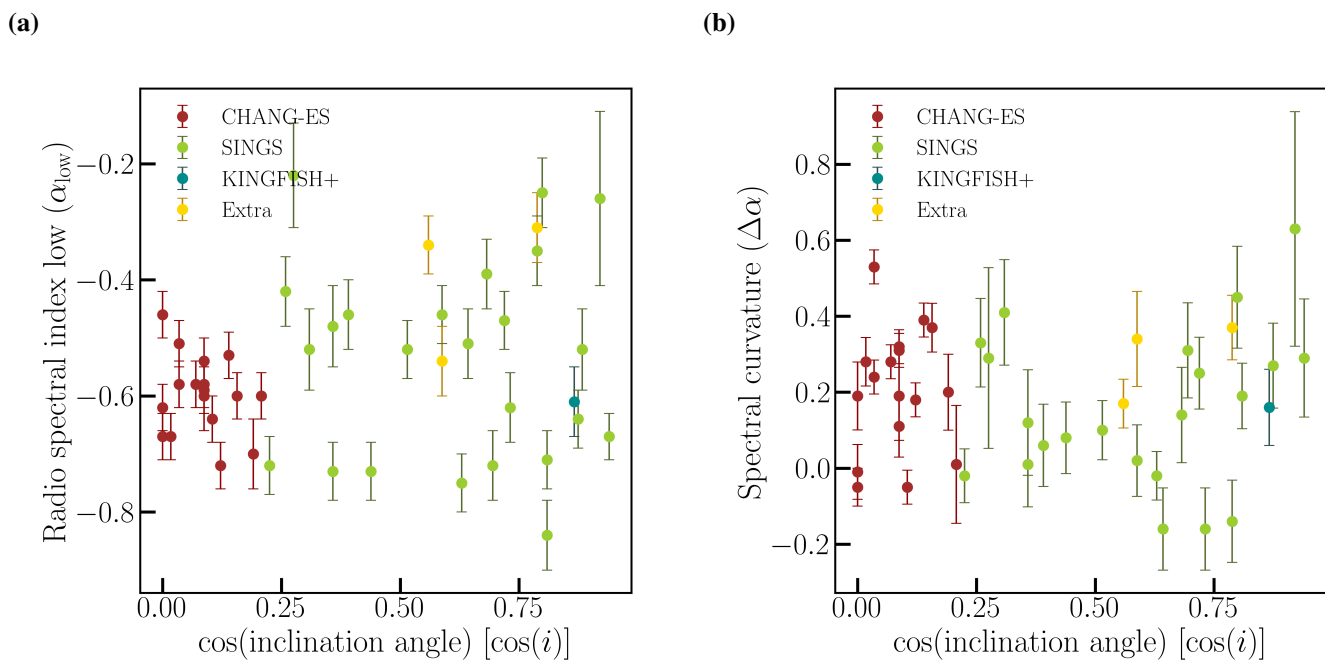 (a)
CHANG-ES
SINGS
KINGFISH+
Extra
−0.2
−0.4
−0.6
−0.8
Radio spectral index low (α_low)
0.00 0.25 0.50 0.75
cos(inclination angle) [cos(i)]
(b)
CHANG-ES
SINGS
KINGFISH+
Extra
0.8
0.6
0.4
0.2
0.0
−0.2
Spectral curvature (Δα)
0.00 0.25 0.50 0.75
cos(inclination angle) [cos(i)]